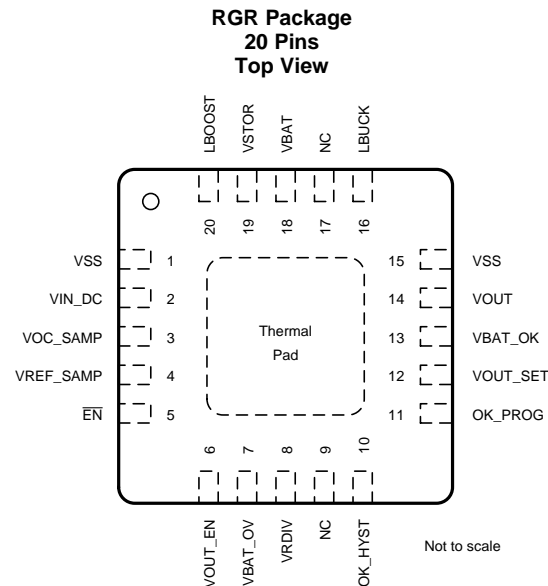 RGR Package
20 Pins
Top View
LBOOST
VSTOR
VBAT
NC
LBUCK
20
19
18
17
16
VSS
1
15
VSS
VIN_DC
2
14
VOUT
VOC_SAMP
3
13
VBAT_OK
VREF_SAMP
4
12
VOUT_SET
EN
5
11
OK_PROG
Thermal
Pad
6
7
8
9
10
VOUT_EN
VBAT_OV
VRDIV
NC
OK_HYST
Not to scale